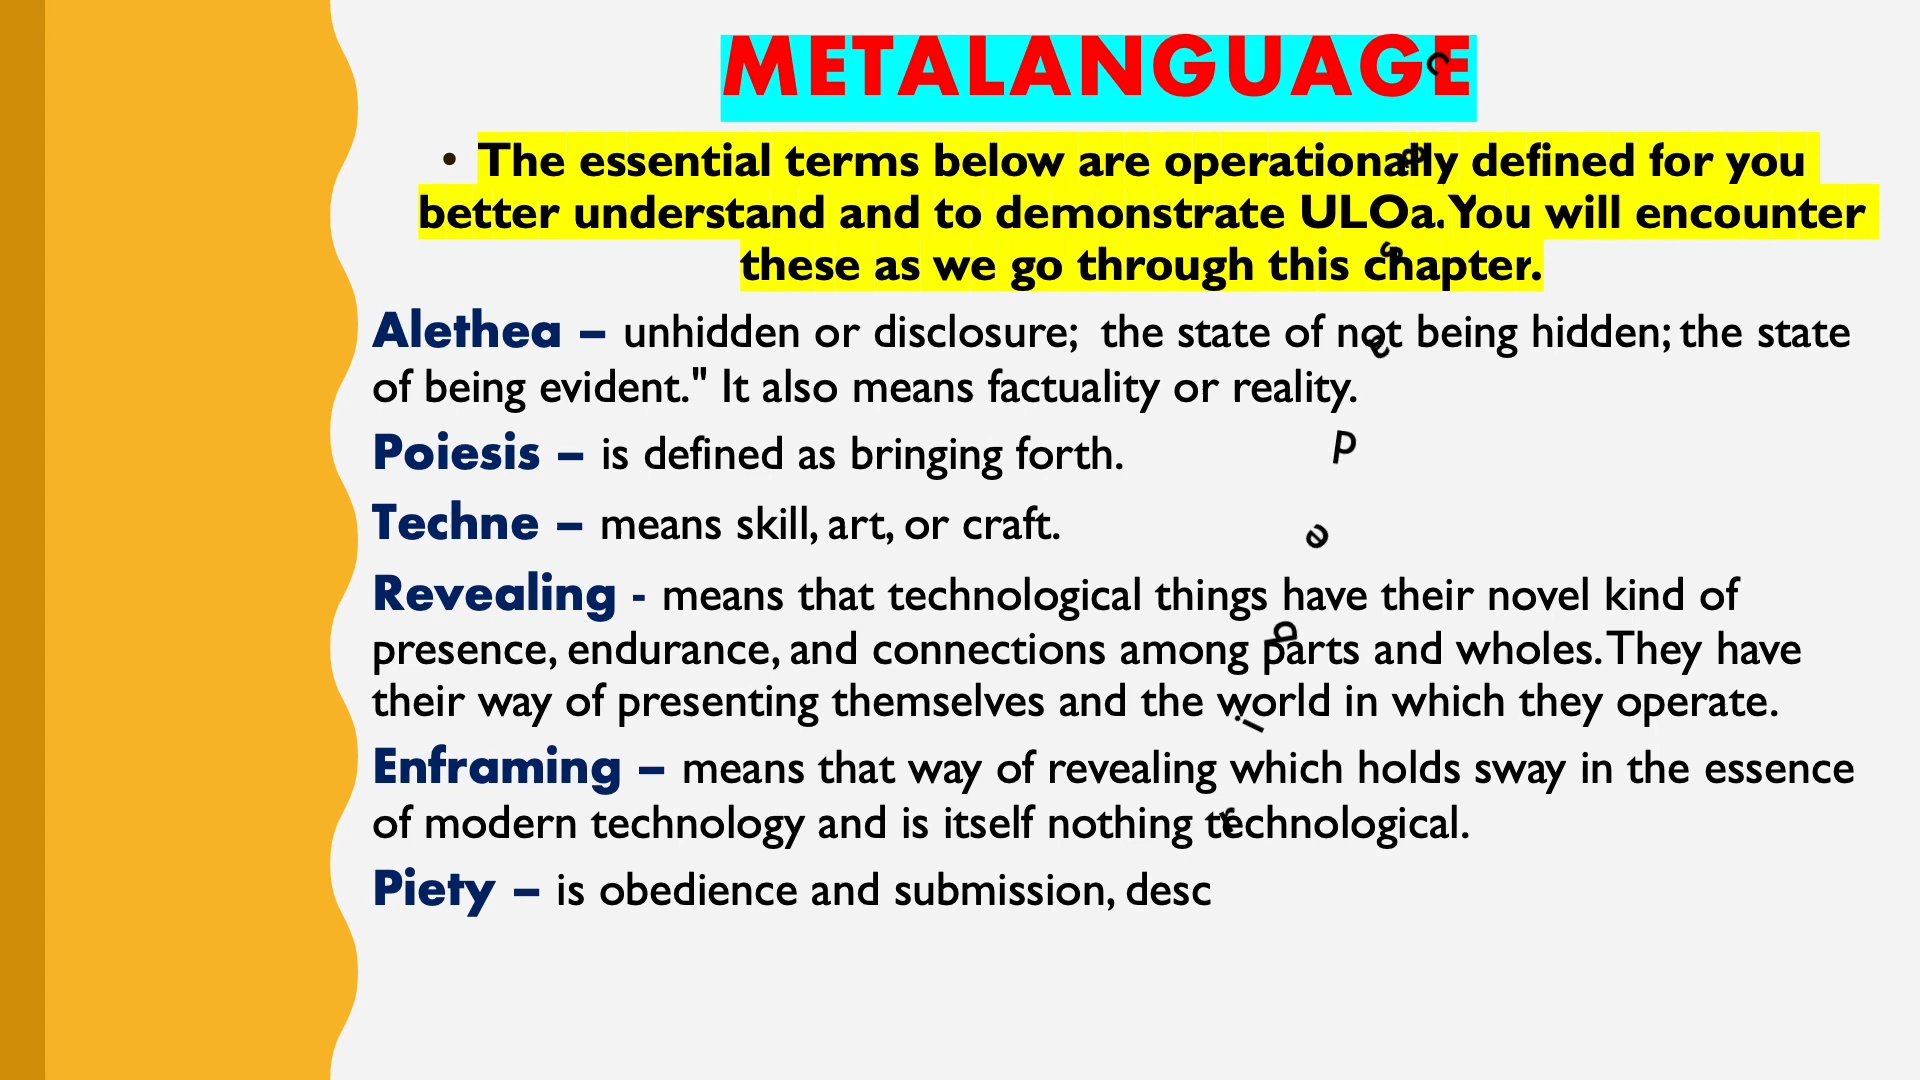 METALANGUAGE
• The essential terms below are operationally defined for you
better understand and to demonstrate ULOa. You will encounter
these as we go through this chapter.
Alethea – unhidden or disclosure;  the state of not being hidden; the state
of being evident." It also means factuality or reality.
Poiesis – is defined as bringing forth.
Techne – means skill, art, or craft.
Revealing - means that technological things have their novel kind of
presence, endurance, and connections among parts and wholes. They have
their way of presenting themselves and the world in which they operate.
Enframing – means that way of revealing which holds sway in the essence
of modern technology and is itself nothing technological.
Piety – is obedience and submission, desc